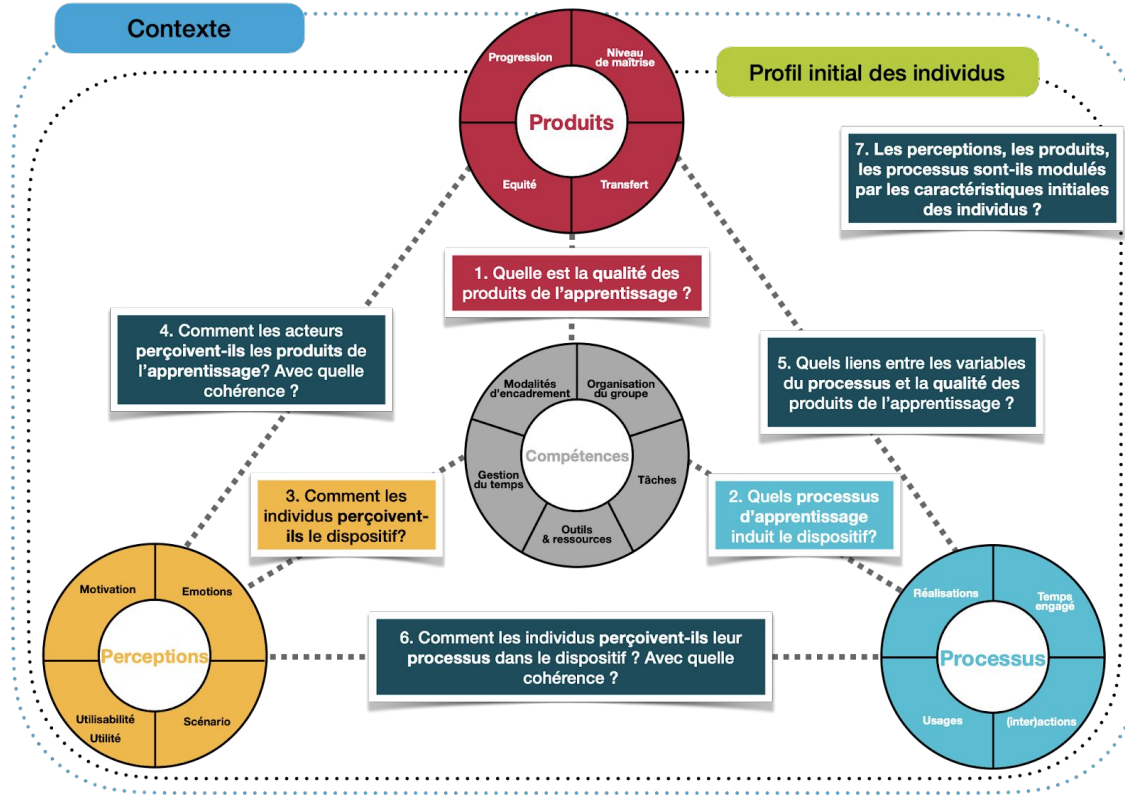 Contexte
Profil initial des individus
Progression
Niveau
de maîtrise
Produits
Equité
Transfert
7. Les perceptions, les produits,
les processus sont-ils modulés
par les caractéristiques initiales
des individus ?
1. Quelle est la qualité des
produits de l'apprentissage ?
4. Comment les acteurs
perçoivent-ils les produits de
l'apprentissage? Avec quelle
cohérence ?
5. Quels liens entre les variables
du processus et la qualité des
produits de l'apprentissage ?
Modalités
d'encadrement
Organisation
du groupe
Compétences
Gestion
du temps
Tâches
Outils
& ressources
3. Comment les
individus perçoivent-
ils le dispositif?
2. Quels processus
d'apprentissage
induit le dispositif?
Motivation
Emotions
Perceptions
Utilisabilité
Utilité
Scénario
6. Comment les individus perçoivent-ils leur
processus dans le dispositif ? Avec quelle
cohérence ?
Réalisations
Temps
engagé
Processus
Usages
(inter)actions